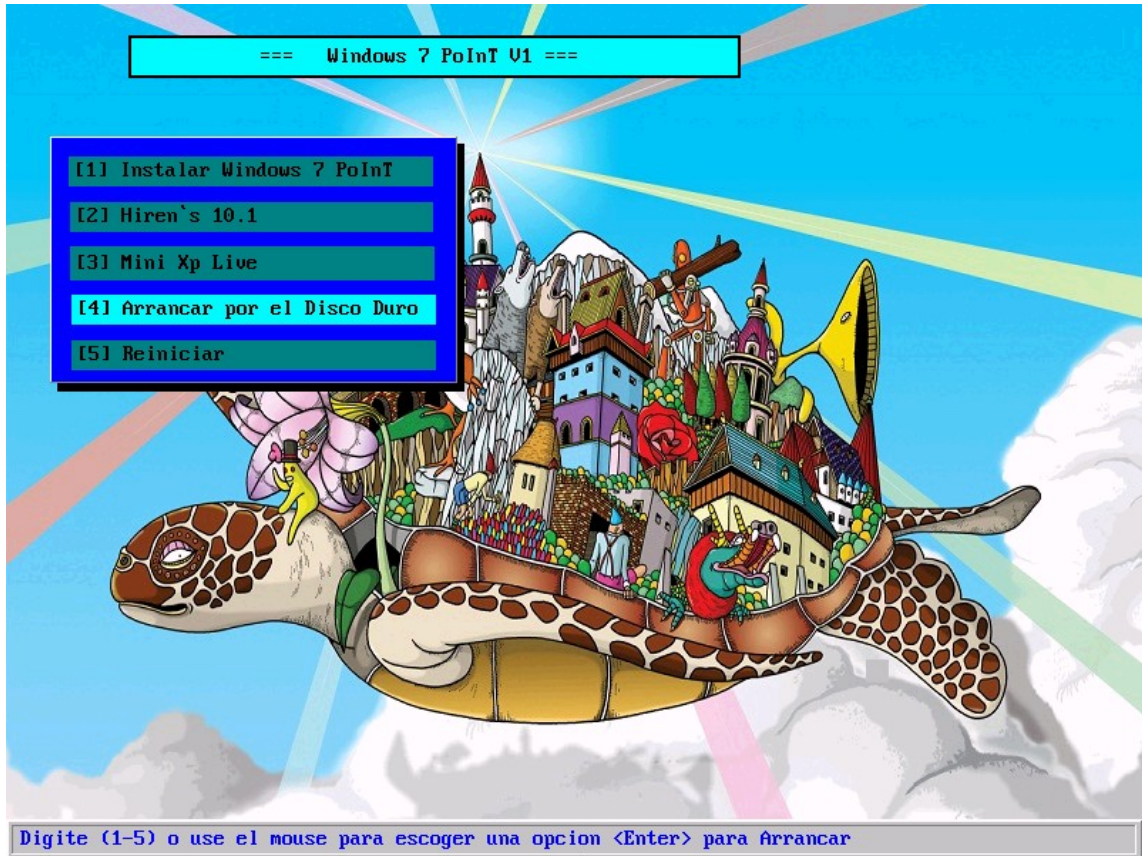 === Windows 7 PoInT V1 ===
[1] Instalar Windows 7 PoInT
[2] Hiren`s 10.1
[3] Mini Xp Live
[4] Arrancar por el Disco Duro
[5] Reiniciar
Digite (1-5) o use el mouse para escoger una opcion <Enter> para Arrancar